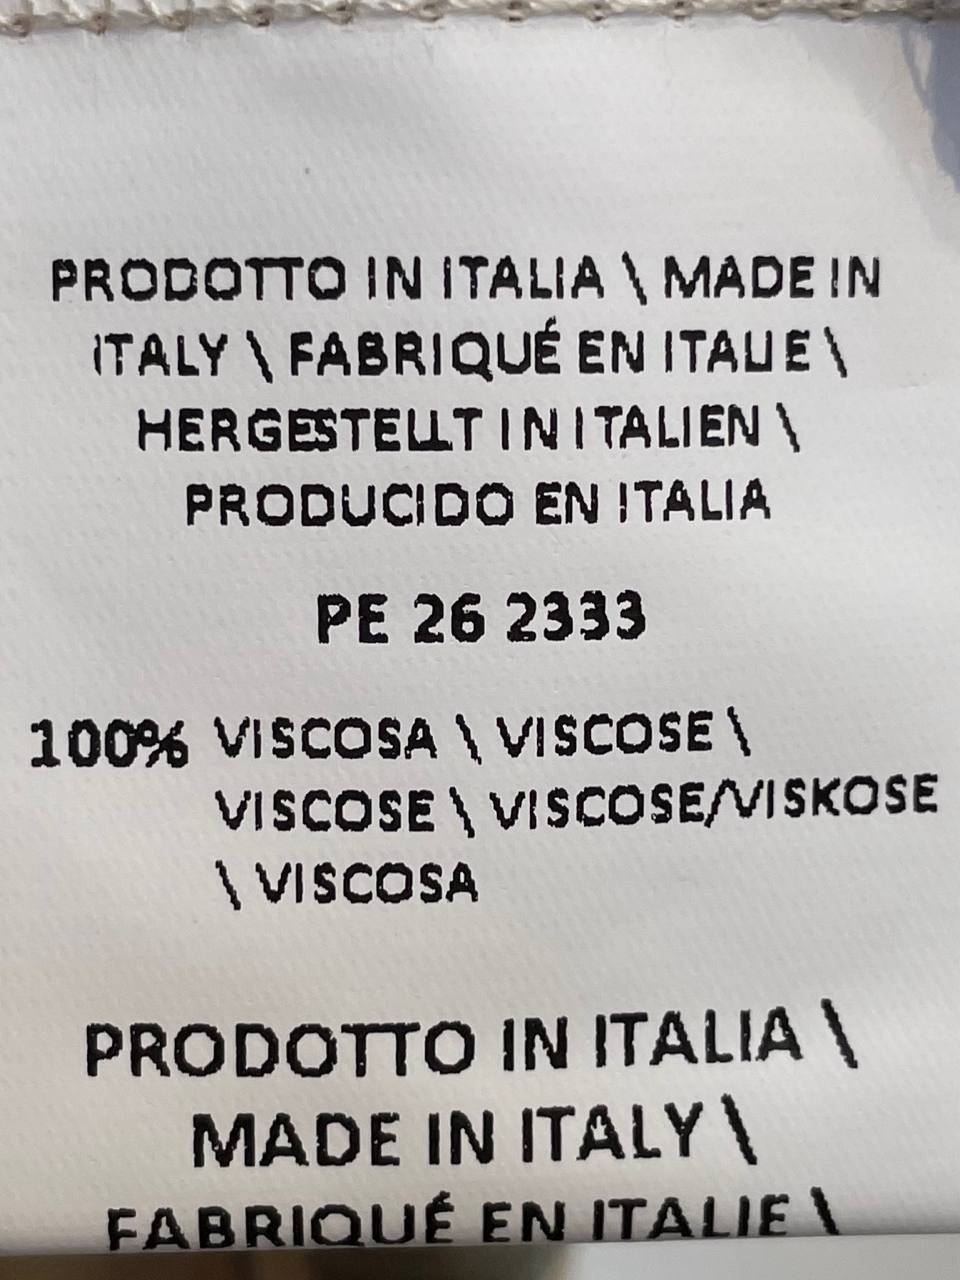 PRODOTTO IN ITALIA \ MADE IN
ITALY \ FABRIQUÉ EN ITALIE \
HERGESTELLT IN ITALIEN \
PRODUCIDO EN ITALIA
PE 26 2333
100% VISCOSA \ VISCOSE \
VISCOSE \ VISCOSE/VISKOSE
\ VISCOSA
PRODOTTO IN ITALIA \
MADE IN ITALY \
FABRIQUÉ EN ITALIE \